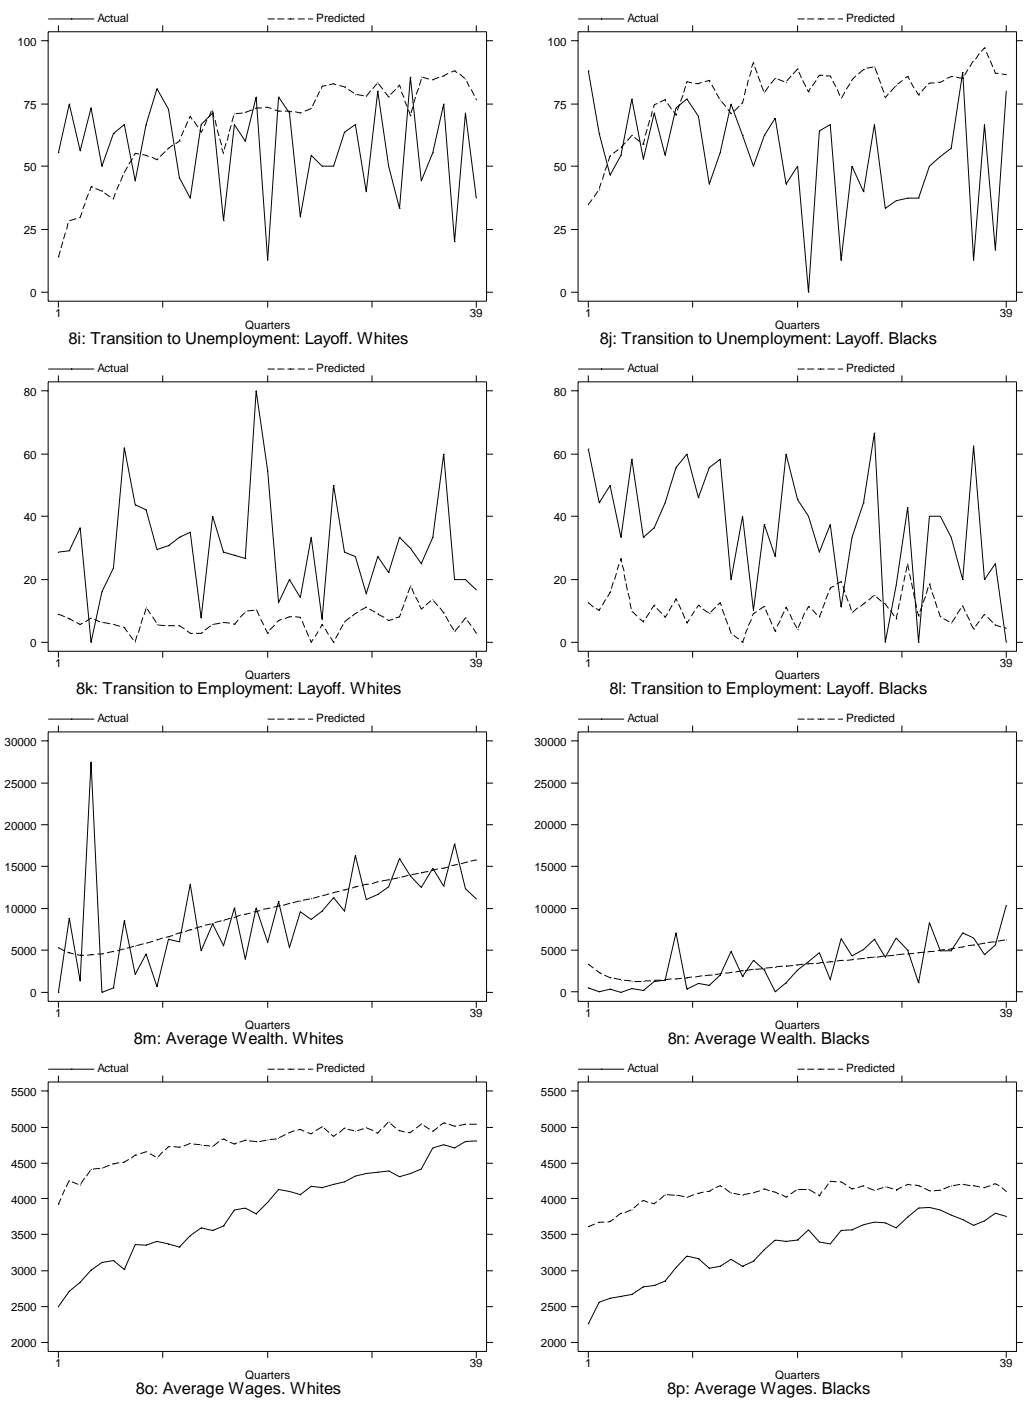 Actual Predicted
100
75
50
25
0
1 39
Quarters
8i: Transition to Unemployment: Layoff. Whites
Actual Predicted
100
75
50
25
0
1 39
Quarters
8j: Transition to Unemployment: Layoff. Blacks
Actual Predicted
80
60
40
20
0
1 39
Quarters
8k: Transition to Employment: Layoff. Whites
Actual Predicted
80
60
40
20
0
1 39
Quarters
8l: Transition to Employment: Layoff. Blacks
Actual Predicted
30000
25000
20000
15000
10000
5000
0
1 39
Quarters
8m: Average Wealth. Whites
Actual Predicted
30000
25000
20000
15000
10000
5000
0
1 39
Quarters
8n: Average Wealth. Blacks
Actual Predicted
5500
5000
4500
4000
3500
3000
2500
2000
1 39
Quarters
8o: Average Wages. Whites
Actual Predicted
5500
5000
4500
4000
3500
3000
2500
2000
1 39
Quarters
8p: Average Wages. Blacks